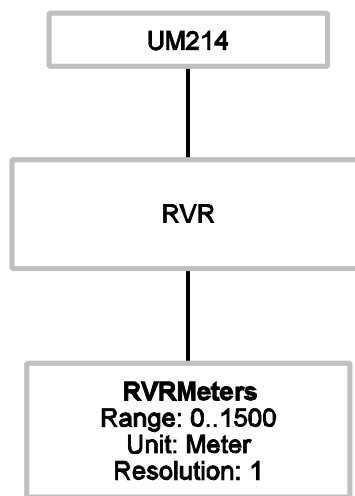 UM214
RVR
RVRMeters
Range: 0..1500
Unit: Meter
Resolution: 1